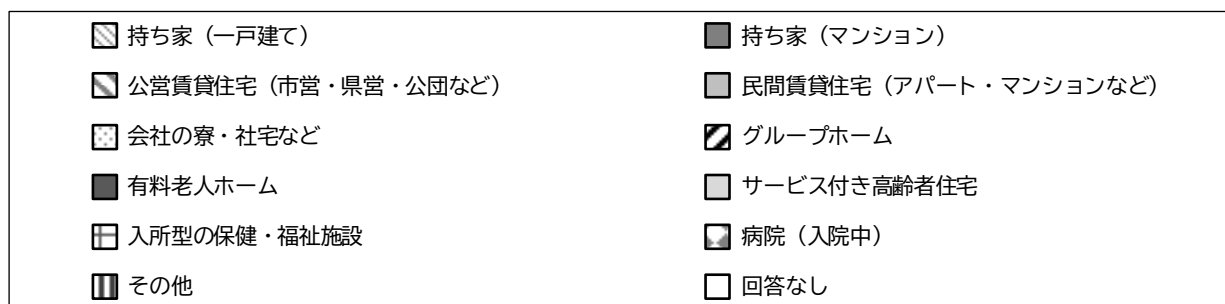 持ち家（一戸建て） 持ち家（マンション）
公営賃貸住宅（市営・県営・公団など） 民間賃貸住宅（アパート・マンションなど）
会社の寮・社宅など グループホーム
有料老人ホーム サービス付き高齢者住宅
入所型の保健・福祉施設 病院（入院中）
その他 回答なし